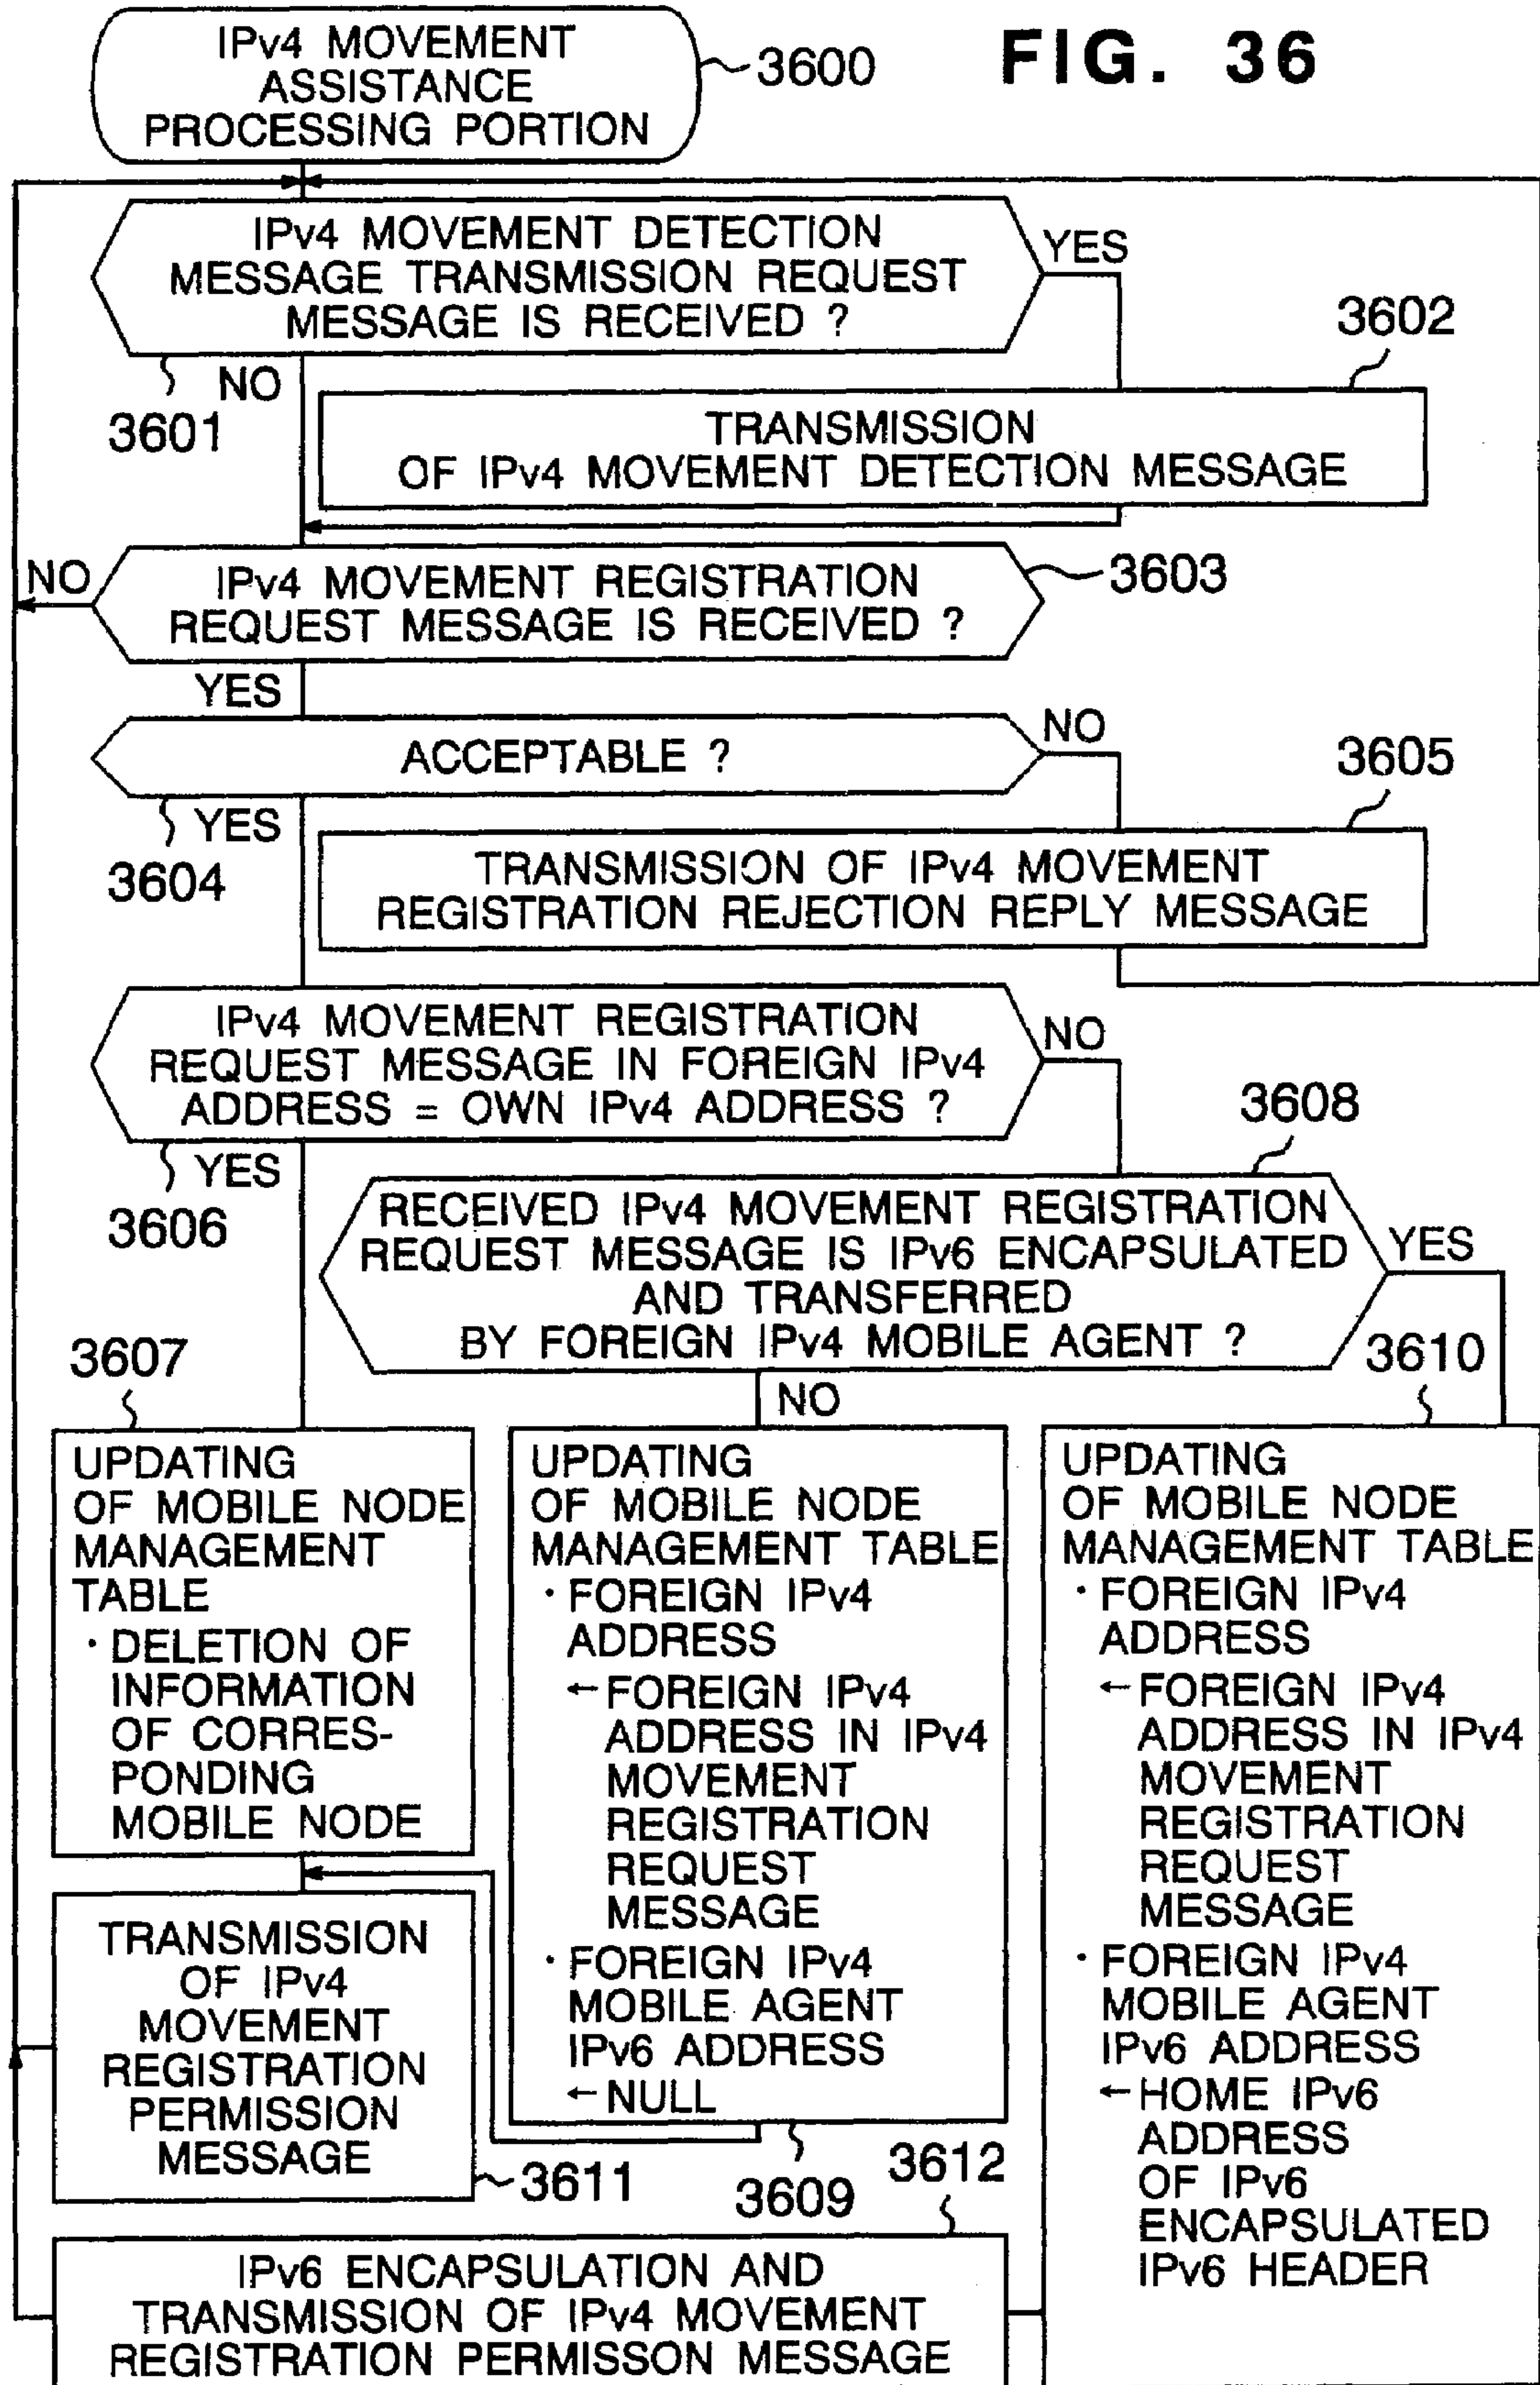 IPv4 MOVEMENT
ASSISTANCE
PROCESSING PORTION
3600
FIG. 36
IPv4 MOVEMENT DETECTION
MESSAGE TRANSMISSION REQUEST
MESSAGE IS RECEIVED ?
YES
3601
NO
3602
TRANSMISSION
OF IPv4 MOVEMENT DETECTION MESSAGE
NO
IPv4 MOVEMENT REGISTRATION
REQUEST MESSAGE IS RECEIVED ?
3603
YES
ACCEPTABLE ?
NO
3604
YES
3605
TRANSMISSION OF IPv4 MOVEMENT
REGISTRATION REJECTION REPLY MESSAGE
IPv4 MOVEMENT REGISTRATION
REQUEST MESSAGE IN FOREIGN IPv4
ADDRESS = OWN IPv4 ADDRESS ?
NO
3606
YES
3608
RECEIVED IPv4 MOVEMENT REGISTRATION
REQUEST MESSAGE IS IPv6 ENCAPSULATED
AND TRANSFERRED
BY FOREIGN IPv4 MOBILE AGENT ?
YES
NO
3607
UPDATING
OF MOBILE NODE
MANAGEMENT
TABLE
· DELETION OF
INFORMATION
OF CORRES-
PONDING
MOBILE NODE
UPDATING
OF MOBILE NODE
MANAGEMENT TABLE
· FOREIGN IPv4
ADDRESS
← FOREIGN IPv4
ADDRESS IN IPv4
MOVEMENT
REGISTRATION
REQUEST
MESSAGE
· FOREIGN IPv4
MOBILE AGENT
IPv6 ADDRESS
← NULL
3609
3610
UPDATING
OF MOBILE NODE
MANAGEMENT TABLE
· FOREIGN IPv4
ADDRESS
← FOREIGN IPv4
ADDRESS IN IPv4
MOVEMENT
REGISTRATION
REQUEST
MESSAGE
· FOREIGN IPv4
MOBILE AGENT
IPv6 ADDRESS
← HOME IPv6
ADDRESS
OF IPv6
ENCAPSULATED
IPv6 HEADER
TRANSMISSION
OF IPv4
MOVEMENT
REGISTRATION
PERMISSION
MESSAGE
3611
3612
IPv6 ENCAPSULATION AND
TRANSMISSION OF IPv4 MOVEMENT
REGISTRATION PERMISSON MESSAGE